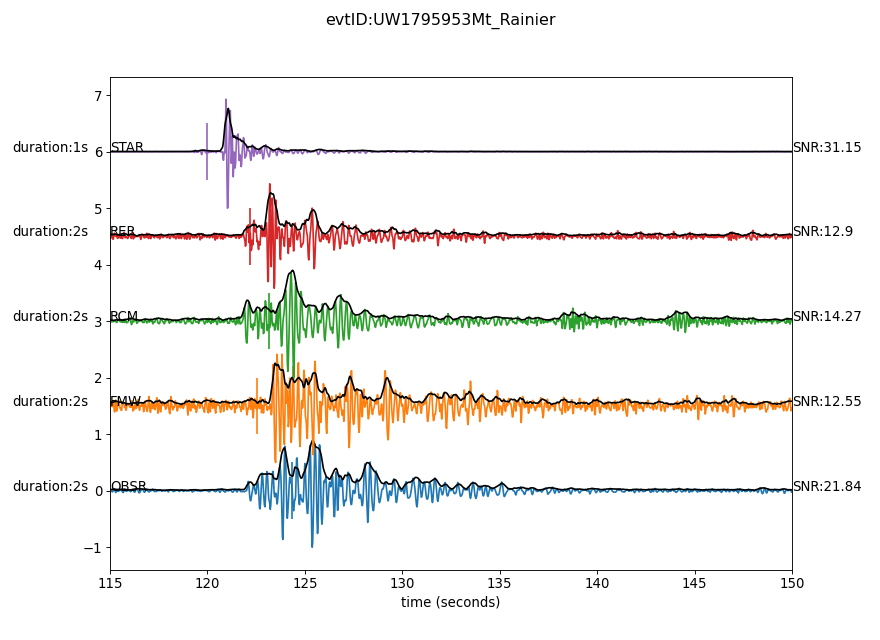 evtID:UW1795953Mt_Rainier
7
duration:1s 6 STAR SNR:31.15
5
duration:2s RER SNR:12.9
4
duration:2s 3 RCM SNR:14.27
2
duration:2s FMW SNR:12.55
1
duration:2s 0 OBSR SNR:21.84
−1
115 120 125 130 135 140 145 150
time (seconds)